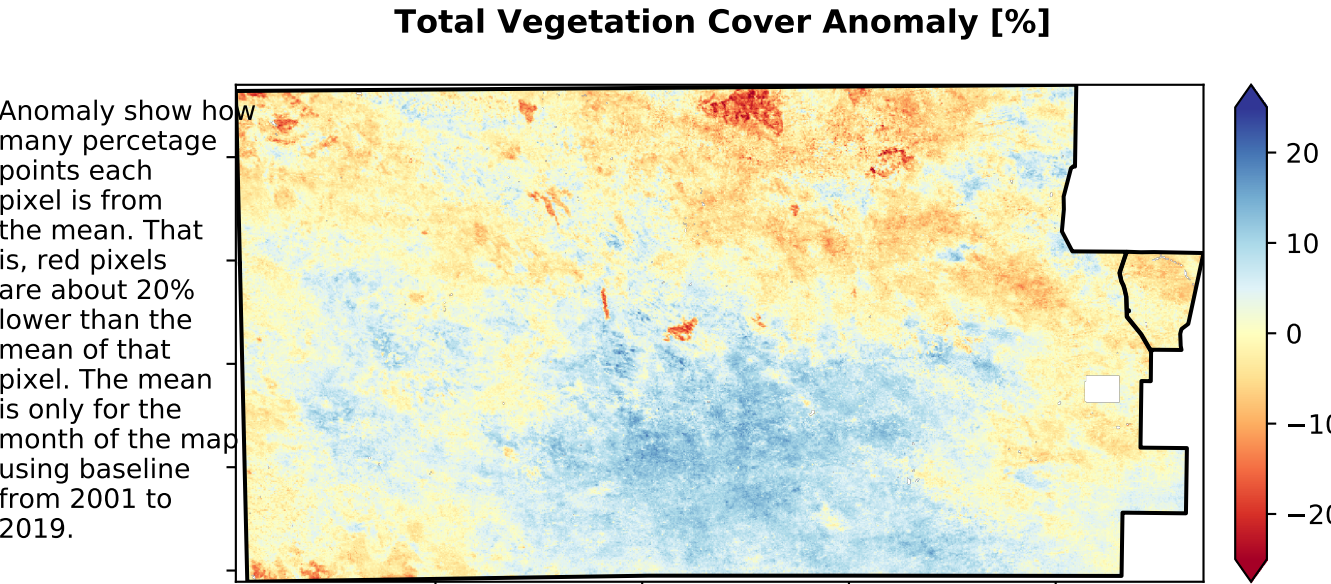 Total Vegetation Cover Anomaly [%]
Anomaly show how
many percetage
points each
pixel is from
the mean. That
is, red pixels
are about 20%
lower than the
mean of that
pixel. The mean
is only for the
month of the map
using baseline
from 2001 to
2019.
20
10
0
−10
−20